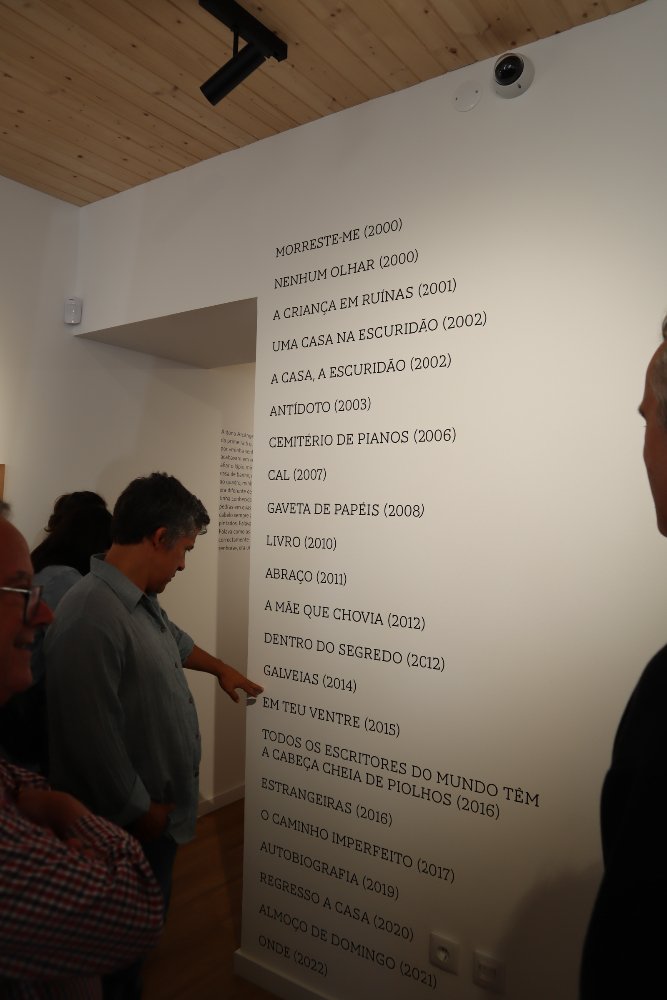 MORRESTE-ME (2000)
NENHUM OLHAR (2000)
A CRIANÇA EM RUÍNAS (2001)
UMA CASA NA ESCURIDÃO (2002)
A CASA, A ESCURIDÃO (2002)
ANTÍDOTO (2003)
CEMITÉRIO DE PIANOS (2006)
CAL (2007)
GAVETA DE PAPÉIS (2008)
LIVRO (2010)
ABRAÇO (2011)
A MÃE QUE CHOVIA (2012)
DENTRO DO SEGREDO (2012)
GALVEIAS (2014)
EM TEU VENTRE (2015)
TODOS OS ESCRITORES DO MUNDO TÊM
A CABEÇA CHEIA DE PIOLHOS (2016)
ESTRANGEIRAS (2016)
O CAMINHO IMPERFEITO (2017)
AUTOBIOGRAFIA (2019)
REGRESSO A CASA (2020)
ALMOÇO DE DOMINGO (2021)
ONDE (2022)